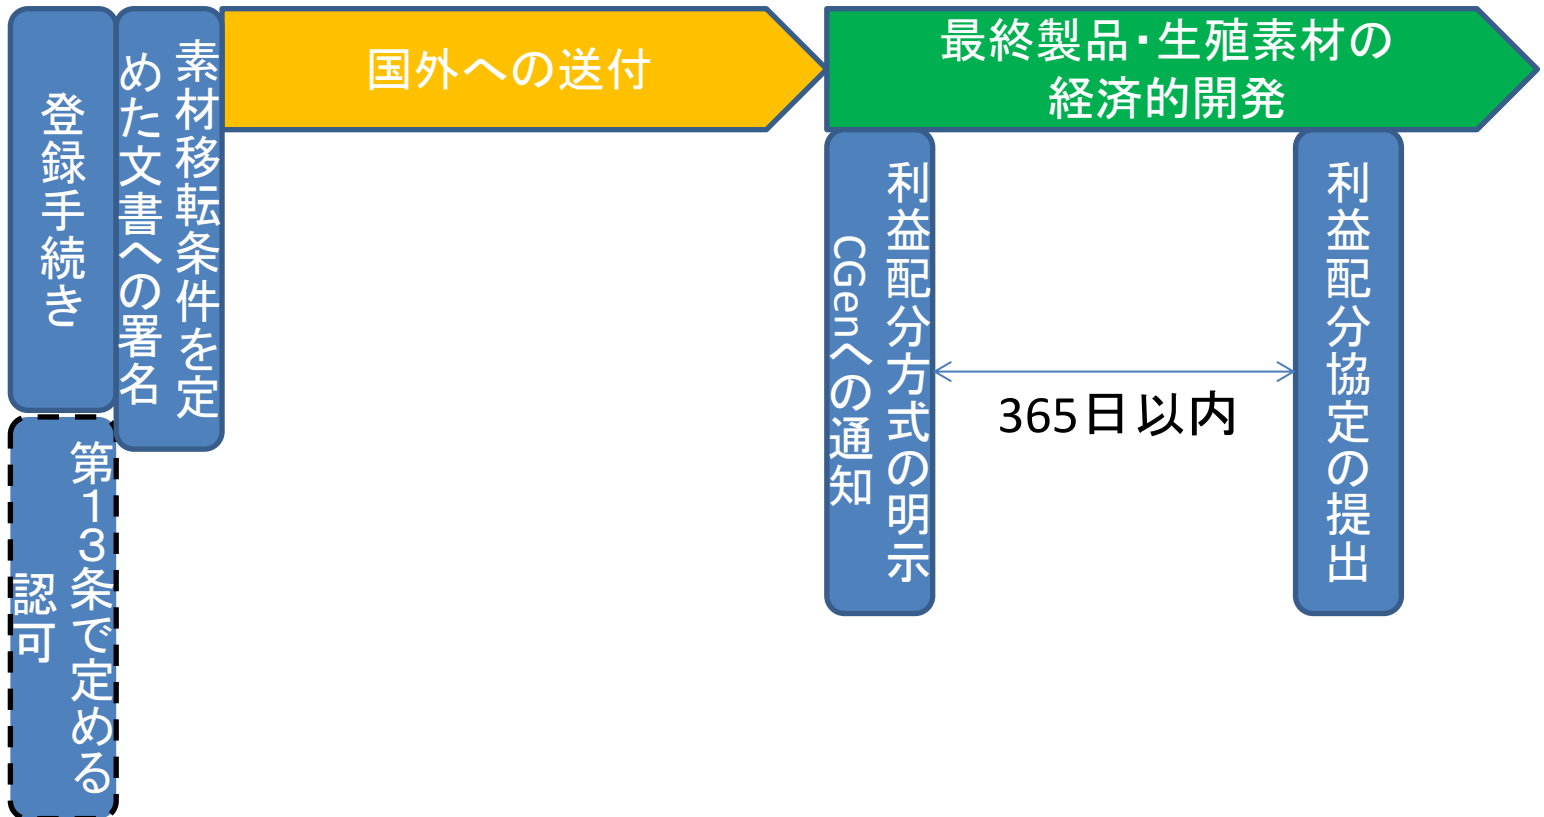 登録手続き
第１３条で定める
認可
素材移転条件を定
めた文書への署名
国外への送付
最終製品・生殖素材の
経済的開発
利益配分方式の明示
CGenへの通知
365日以内
利益配分協定の提出